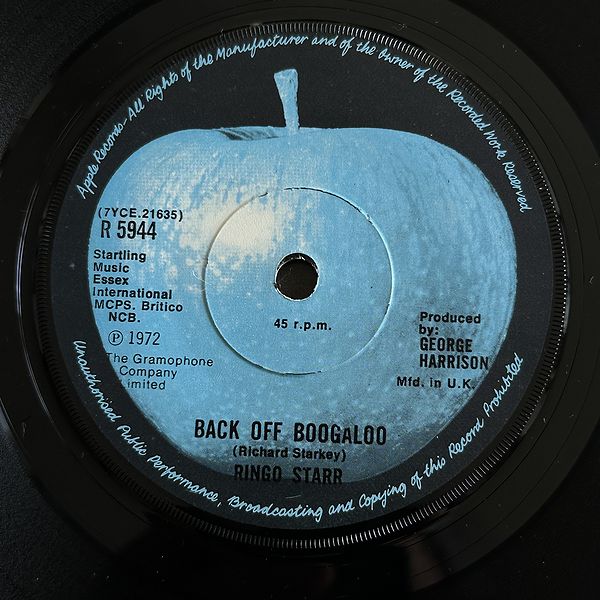 Apple Records-All Rights of the Manufacturer and of the Owner of the Recorded Work Reserved
(7YCE.21635)
R 5944
Startling
Music
Essex
International
MCPS. Britico
NCB.
Ⓟ 1972
The Gramophone
Company
Limited
45 r.p.m.
Produced
by:
GEORGE
HARRISON
Mfd. in U.K.
BACK OFF BOOGALOO
(Richard Starkey)
RINGO STARR
Unauthorised Public Performance, Broadcasting and Copying of this Record Prohibited